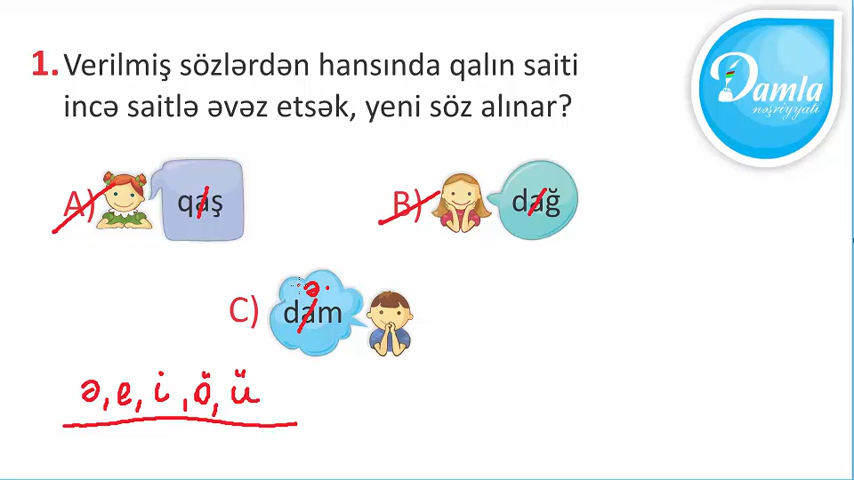 1. Verilmiş sözlərdən hansında qalın saiti
incə saitlə əvəz etsək, yeni söz alınar?
Damla
nəşriyyatı
A) qaş
B) dağ
ə
C) dam
ə, e, i, ö, ü